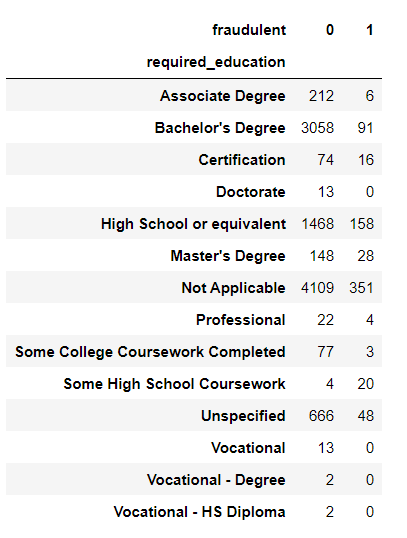 fraudulent 0 1
required_education
Associate Degree 212 6
Bachelor's Degree 3058 91
Certification 74 16
Doctorate 13 0
High School or equivalent 1468 158
Master's Degree 148 28
Not Applicable 4109 351
Professional 22 4
Some College Coursework Completed 77 3
Some High School Coursework 4 20
Unspecified 666 48
Vocational 13 0
Vocational - Degree 2 0
Vocational - HS Diploma 2 0